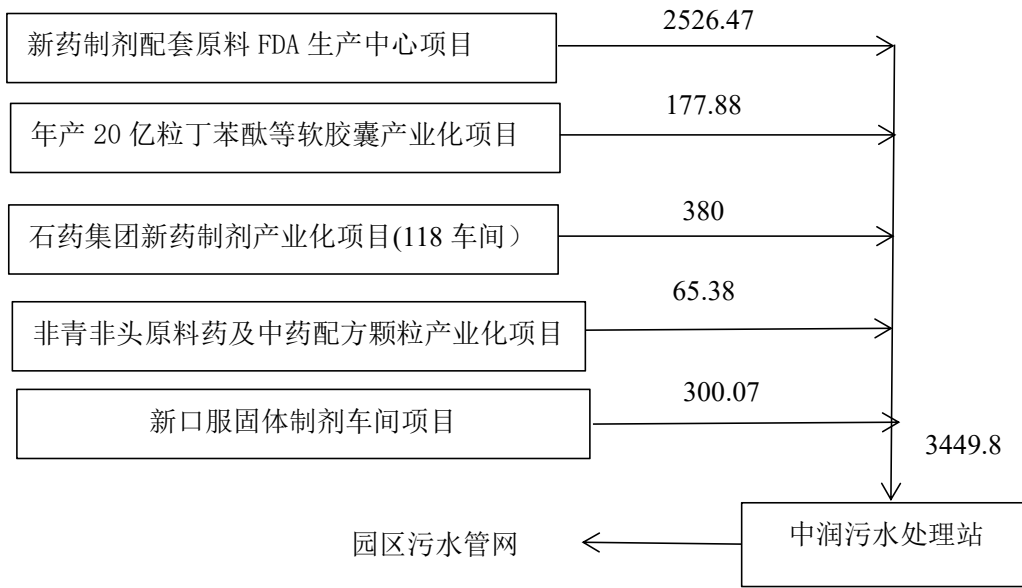 2526.47
新药制剂配套原料 FDA 生产中心项目
177.88
年产 20 亿粒丁苯酞等软胶囊产业化项目
380
石药集团新药制剂产业化项目(118 车间）
65.38
非青非头原料药及中药配方颗粒产业化项目
300.07
新口服固体制剂车间项目
3449.8
中润污水处理站
园区污水管网